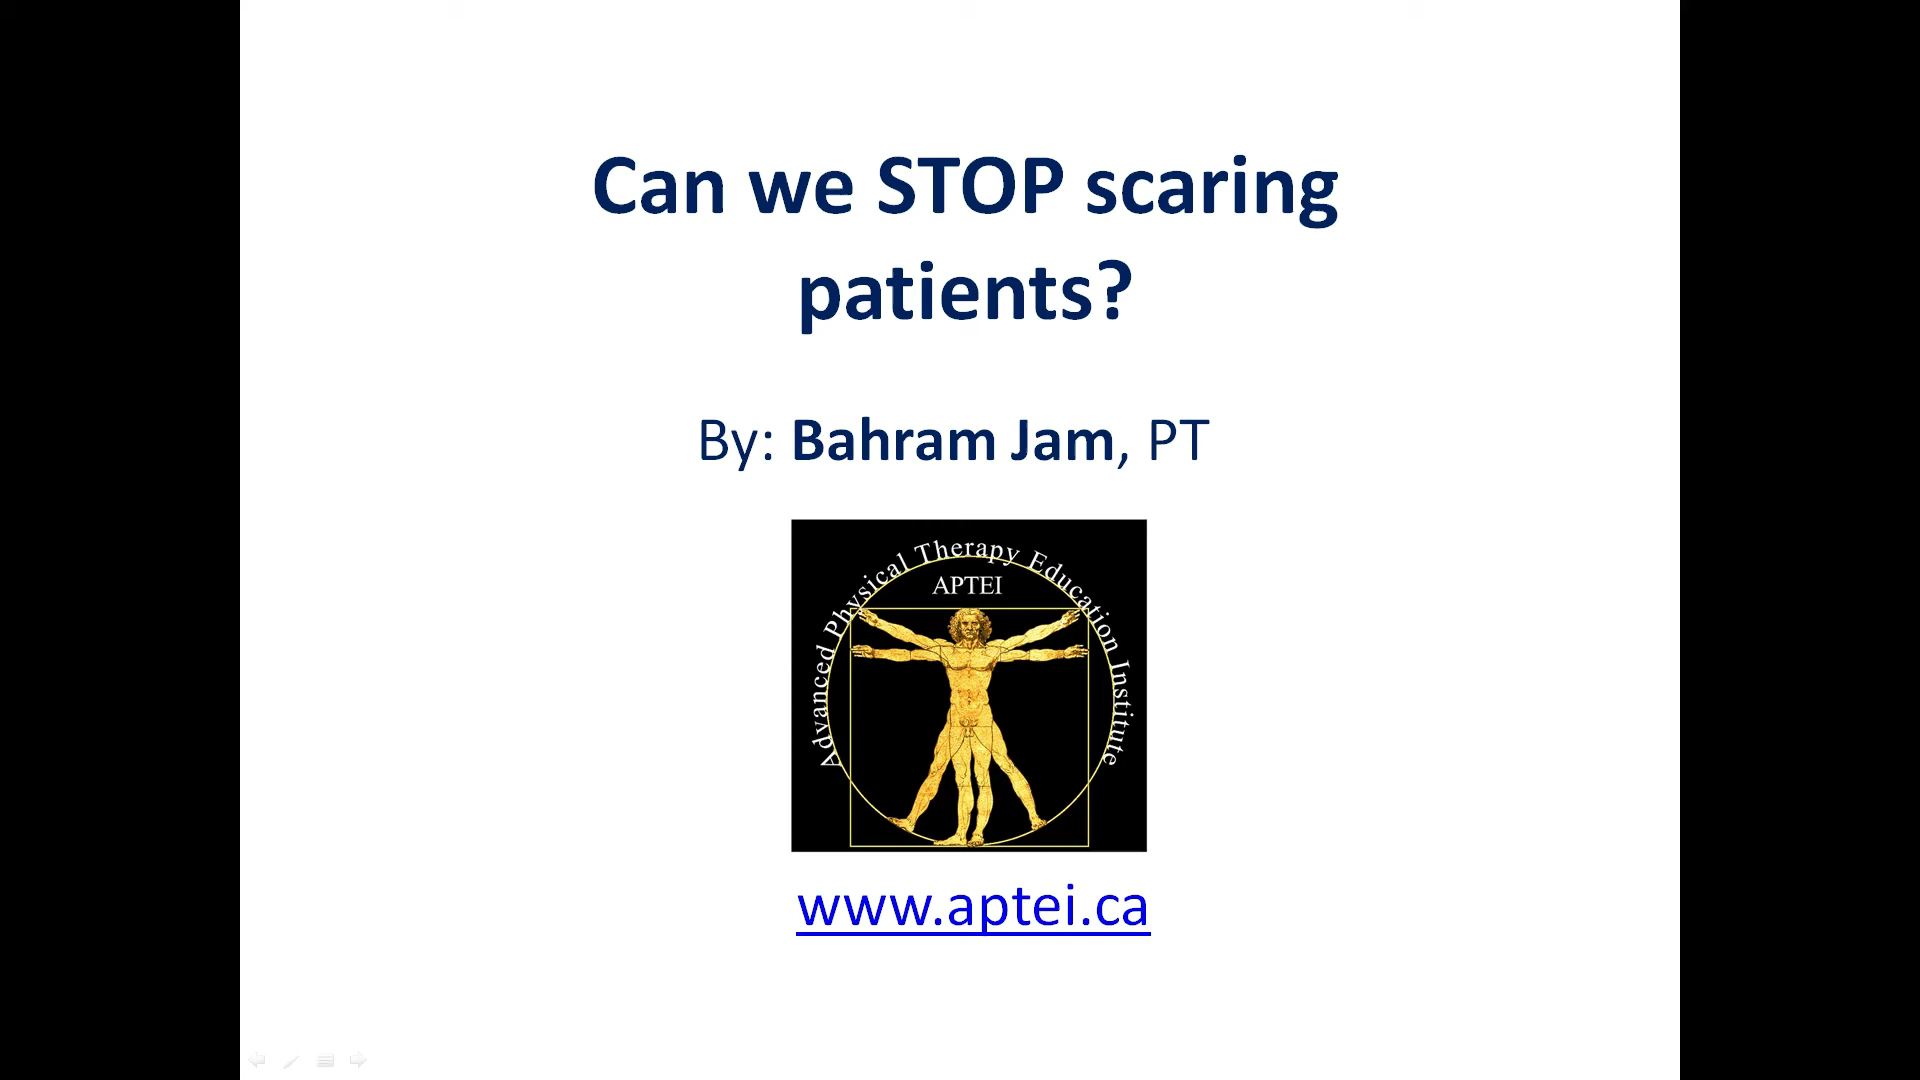 Can we STOP scaring
patients?
By: Bahram Jam, PT
Advanced Physical Therapy Education Institute
APTEI
www.aptei.ca